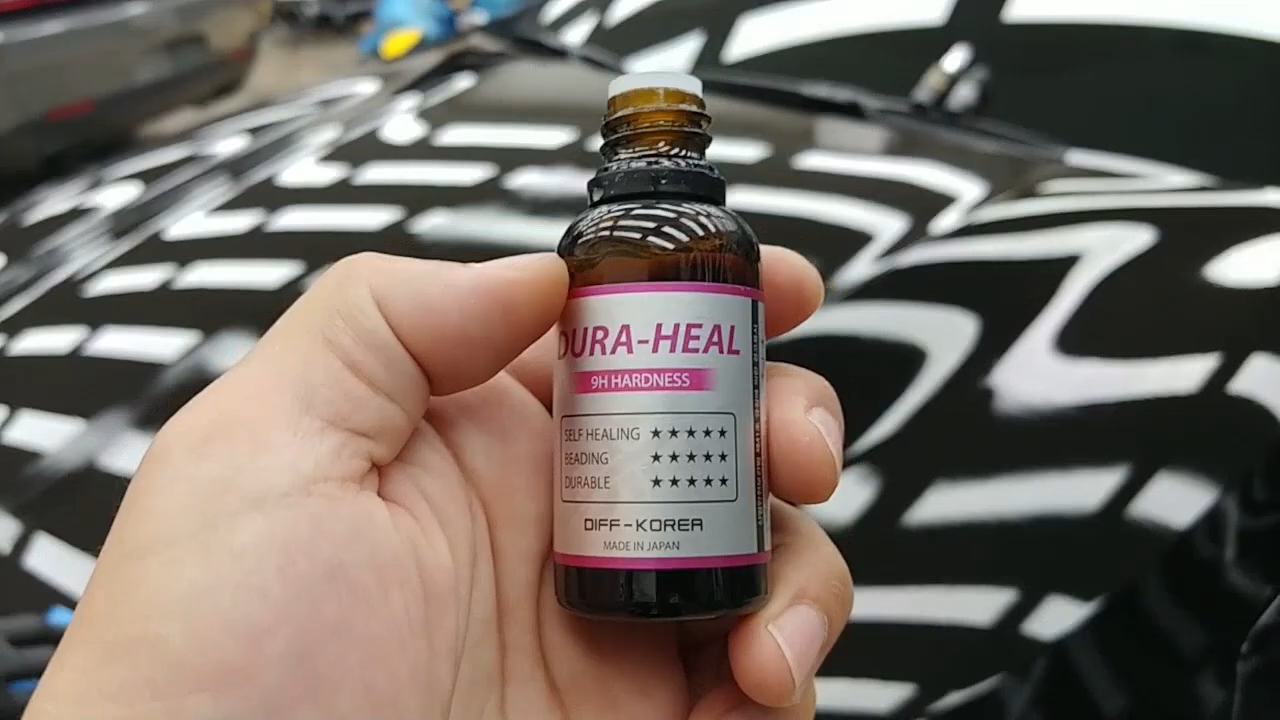 DURA-HEAL
9H HARDNESS
SELF HEALING ★★★★★
BEADING ★★★★★
DURABLE ★★★★★
DIFF-KOREA
MADE IN JAPAN